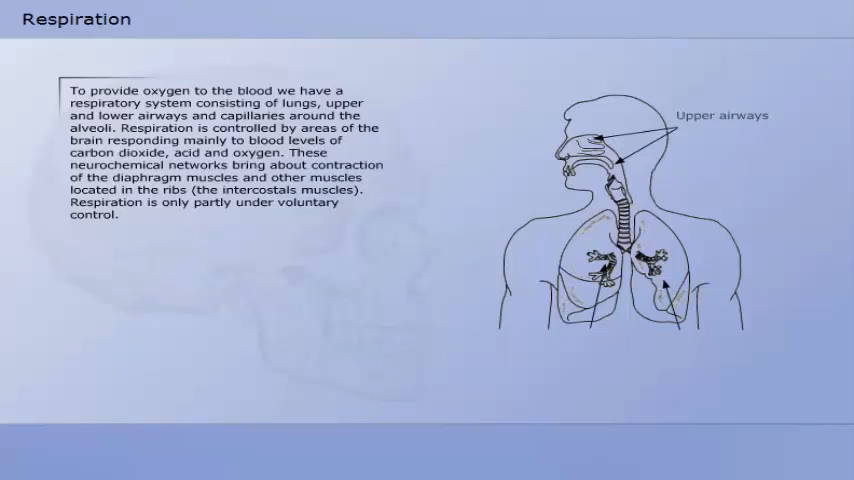 Respiration
To provide oxygen to the blood we have a
respiratory system consisting of lungs, upper
and lower airways and capillaries around the
alveoli. Respiration is controlled by areas of the
brain responding mainly to blood levels of
carbon dioxide, acid and oxygen. These
neurochemical networks bring about contraction
of the diaphragm muscles and other muscles
located in the ribs (the intercostals muscles).
Respiration is only partly under voluntary
control.
Upper airways